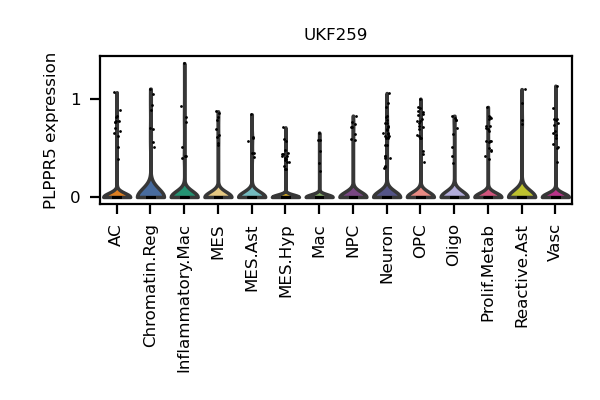 UKF259
PLPPR5 expression
1
0
AC
Chromatin.Reg
Inflammatory.Mac
MES
MES.Ast
MES.Hyp
Mac
NPC
Neuron
OPC
Oligo
Prolif.Metab
Reactive.Ast
Vasc